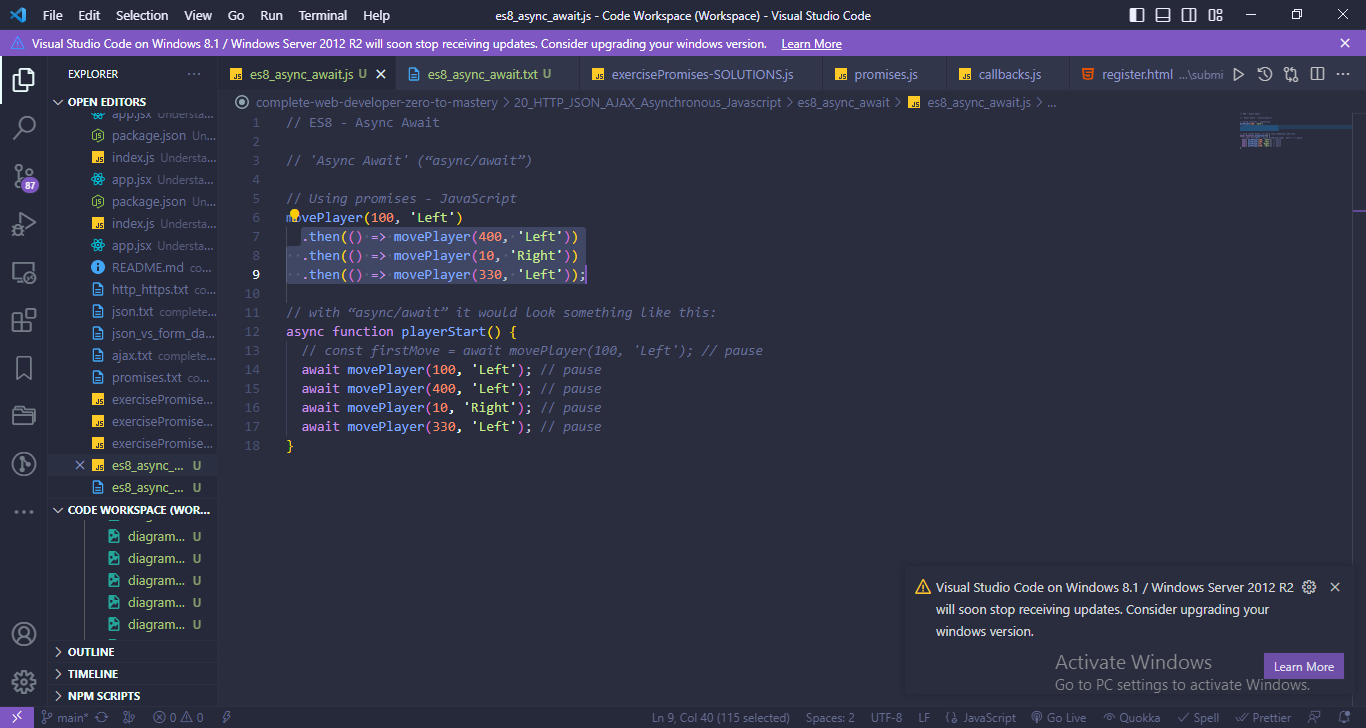 File Edit Selection View Go Run Terminal Help es8_async_await.js - Code Workspace (Workspace) - Visual Studio Code
Visual Studio Code on Windows 8.1 / Windows Server 2012 R2 will soon stop receiving updates. Consider upgrading your windows version. Learn More
EXPLORER
es8_async_await.js U
es8_async_await.txt U
exercisePromises-SOLUTIONS.js
promises.js
callbacks.js
register.html ...\submi
OPEN EDITORS
app.jsx Understa...
package.json Un...
index.js Understa...
app.jsx Understa...
package.json Un...
index.js Understa...
app.jsx Understa...
README.md co...
http_https.txt co...
json.txt complete...
json_vs_form_da...
ajax.txt complete...
promises.txt co...
exercisePromise...
exercisePromise...
exercisePromise...
es8_async_... U
es8_async_... U
CODE WORKSPACE (WOR...
diagram... U
diagram... U
diagram... U
diagram... U
diagram... U
OUTLINE
TIMELINE
NPM SCRIPTS
87
complete-web-developer-zero-to-mastery > 20_HTTP_JSON_AJAX_Asynchronous_Javascript > es8_async_await > es8_async_await.js > ...
1 // ES8 - Async Await
2
3 // 'Async Await' (“async/await”)
4
5 // Using promises - JavaScript
6 movePlayer(100, 'Left')
7 .then(() => movePlayer(400, 'Left'))
8 .then(() => movePlayer(10, 'Right'))
9 .then(() => movePlayer(330, 'Left'));
10
11 // with “async/await” it would look something like this:
12 async function playerStart() {
13 // const firstMove = await movePlayer(100, 'Left'); // pause
14 await movePlayer(100, 'Left'); // pause
15 await movePlayer(400, 'Left'); // pause
16 await movePlayer(10, 'Right'); // pause
17 await movePlayer(330, 'Left'); // pause
18 }
Visual Studio Code on Windows 8.1 / Windows Server 2012 R2
will soon stop receiving updates. Consider upgrading your
windows version.
Learn More
Activate Windows
Go to PC settings to activate Windows.
main* 0 0 Ln 9, Col 40 (115 selected) Spaces: 2 UTF-8 LF JavaScript Go Live Quokka Spell Prettier